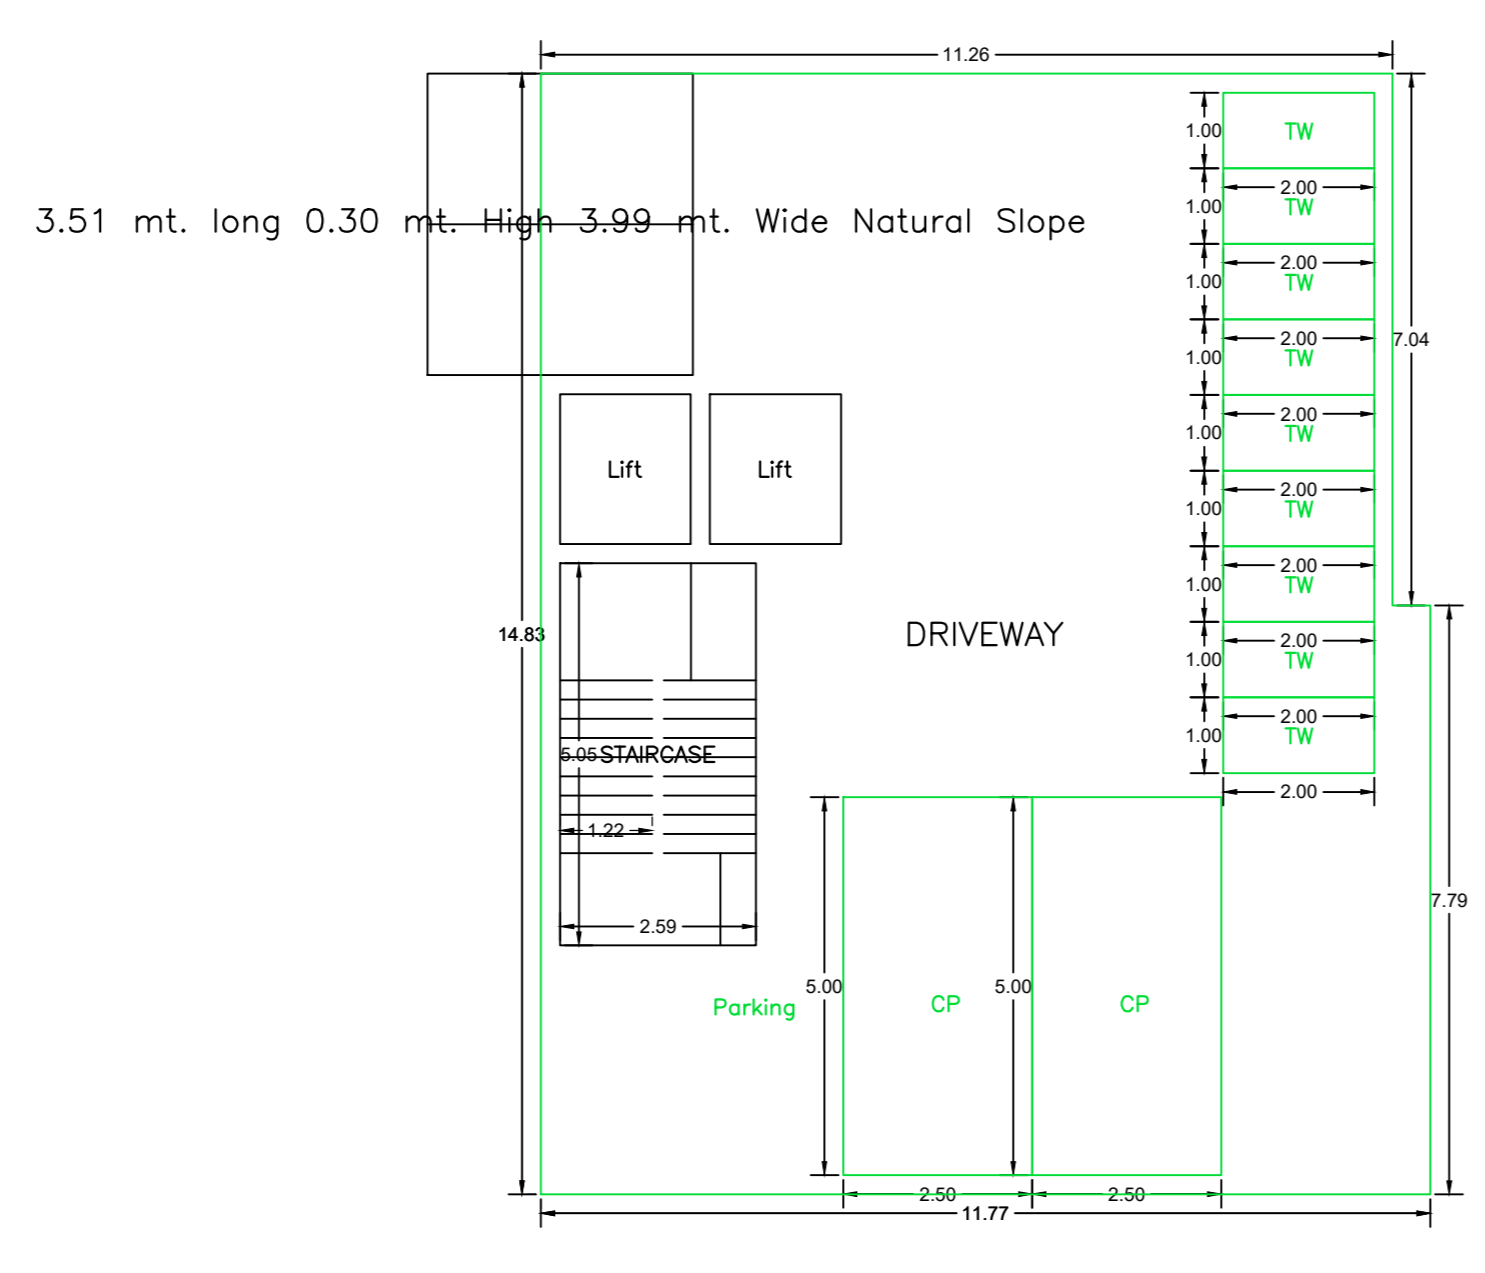 11.26
1.00
TW
2.00
1.00
TW
3.51 mt. long 0.30 mt. High 3.99 mt. Wide Natural Slope
2.00
1.00
TW
2.00
7.04
1.00
TW
2.00
1.00
TW
Lift
Lift
2.00
1.00
TW
2.00
1.00
TW
14.83
DRIVEWAY
2.00
1.00
TW
2.00
1.00
TW
5.05
STAIRCASE
2.00
1.22
7.79
2.59
5.00
5.00
Parking
CP
CP
2.50
2.50
11.77